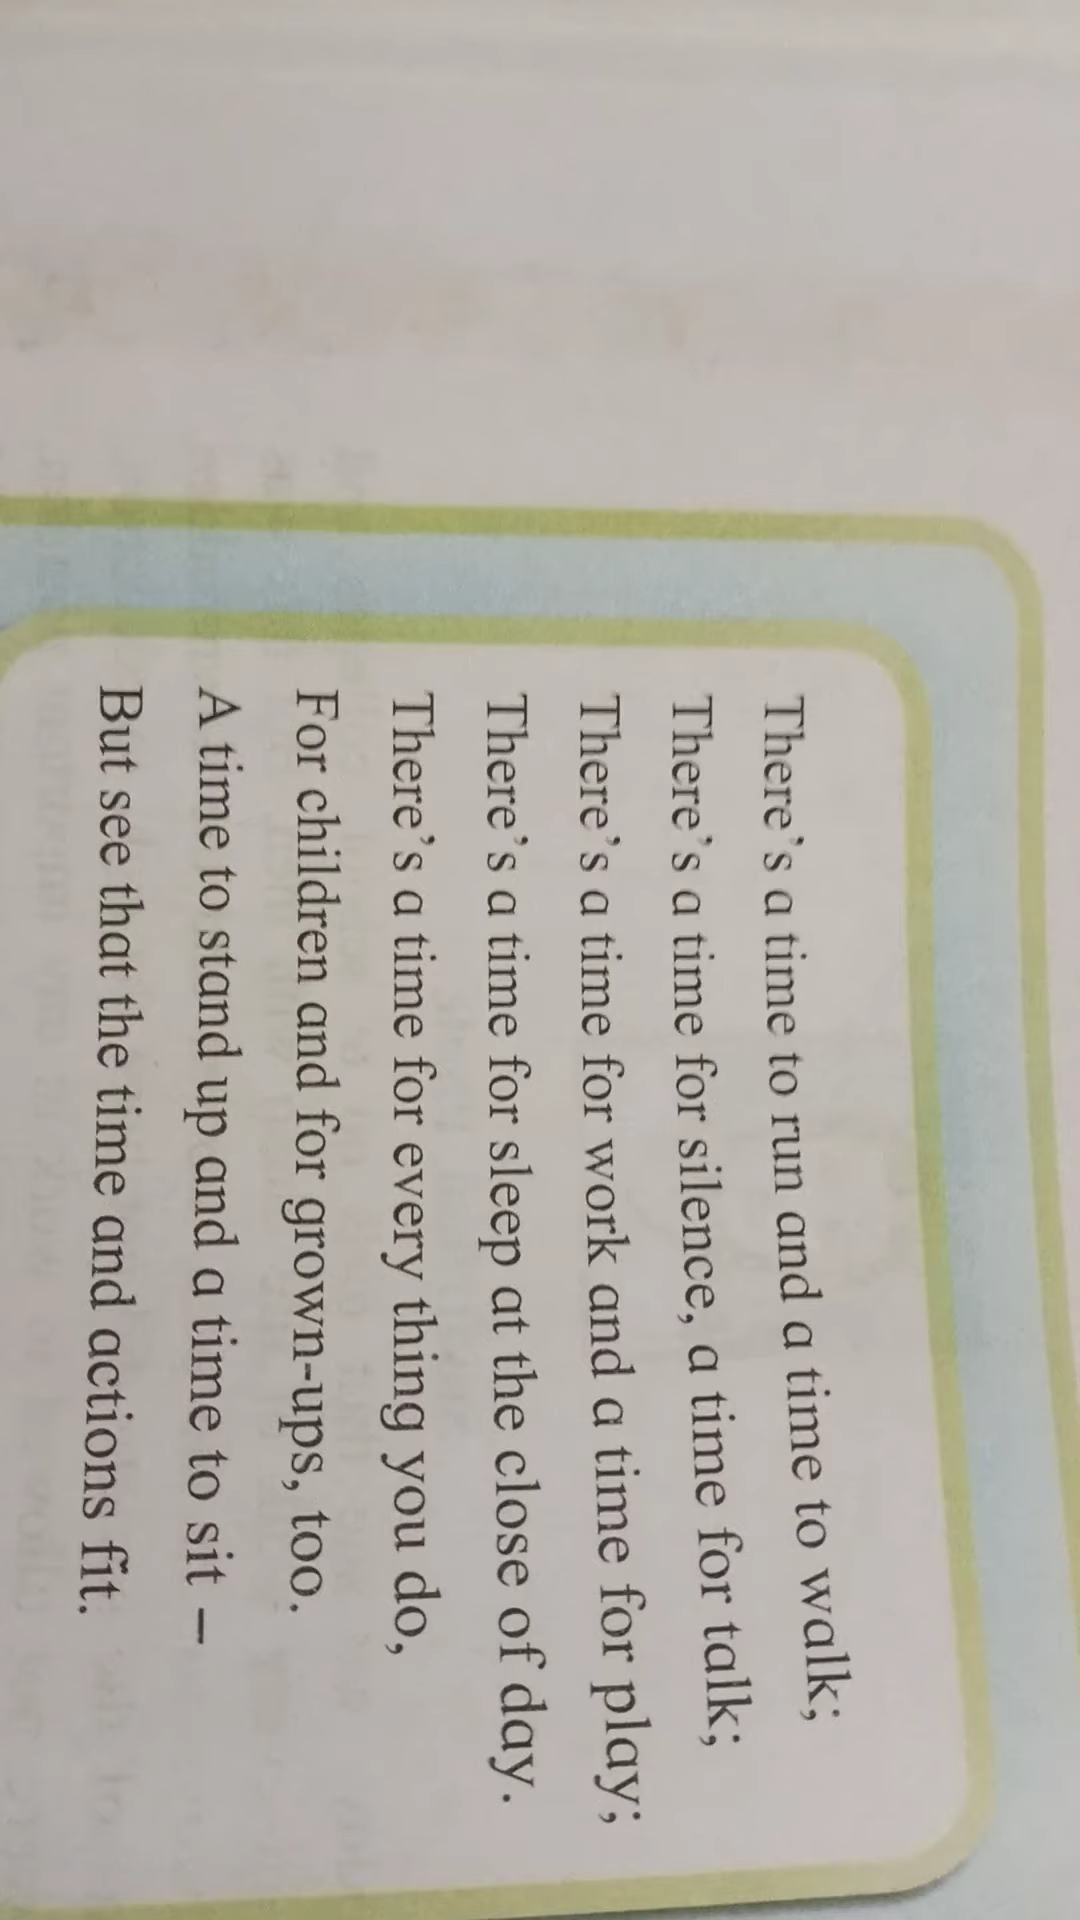 There's a time to run and a time to walk;
There's a time for silence, a time for talk;
There's a time for work and a time for play;
There's a time for sleep at the close of day.
There's a time for every thing you do,
For children and for grown-ups, too.
A time to stand up and a time to sit –
But see that the time and actions fit.